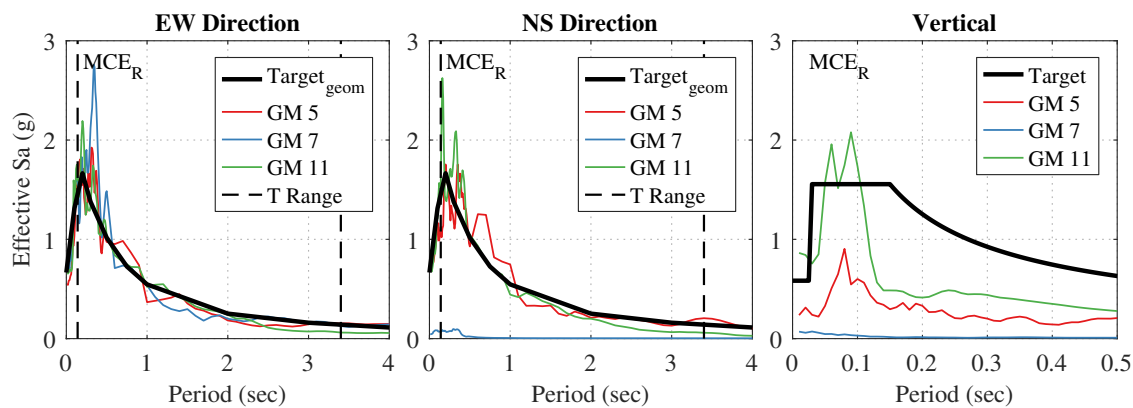 EW Direction
Effective Sa (g)
3
2
1
0
MCE_R
Target_geom
GM 5
GM 7
GM 11
T Range
0 1 2 3 4
Period (sec)
NS Direction
3
2
1
0
MCE_R
Target_geom
GM 5
GM 7
GM 11
T Range
0 1 2 3 4
Period (sec)
Vertical
3
2
1
0
MCE_R
Target
GM 5
GM 7
GM 11
0 0.1 0.2 0.3 0.4 0.5
Period (sec)